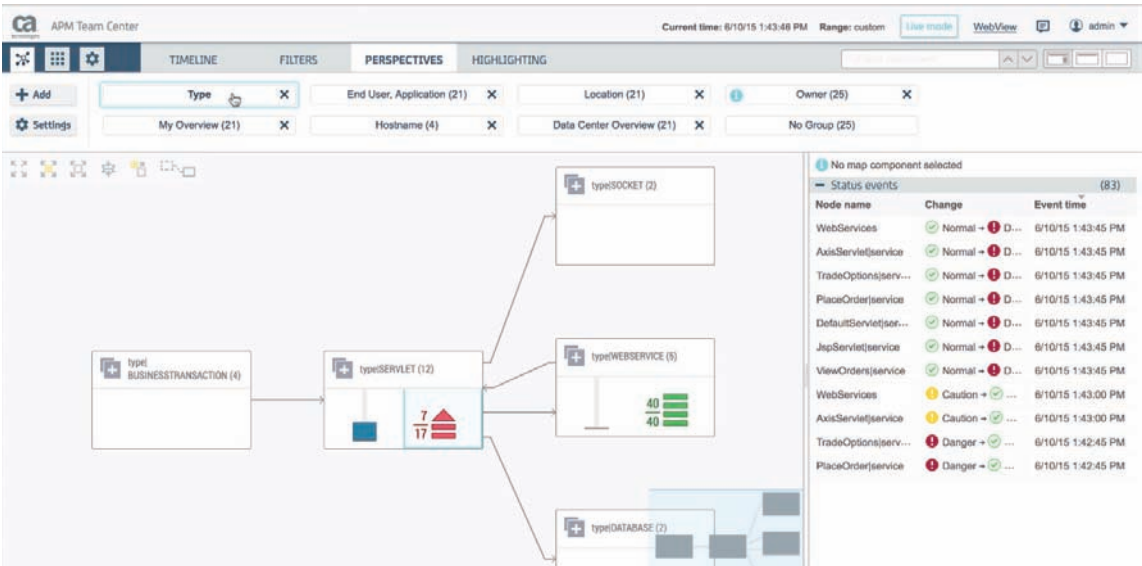 ca
technologies
APM Team Center
Current time: 6/10/15 1:43:46 PM Range: custom Live mode WebView admin
TIMELINE FILTERS PERSPECTIVES HIGHLIGHTING
Add Type End User, Application (21) Location (21) Owner (25)
Settings My Overview (21) Hostname (4) Data Center Overview (21) No Group (25)
No map component selected
Status events (83)
Node name Change Event time
WebServices Normal → D... 6/10/15 1:43:45 PM
AxisServlet|service Normal → D... 6/10/15 1:43:45 PM
TradeOptions|serv... Normal → D... 6/10/15 1:43:45 PM
PlaceOrder|service Normal → D... 6/10/15 1:43:45 PM
DefaultServlet|ser... Normal → D... 6/10/15 1:43:45 PM
JspServlet|service Normal → D... 6/10/15 1:43:45 PM
ViewOrders|service Normal → D... 6/10/15 1:43:45 PM
WebServices Caution → ... 6/10/15 1:43:00 PM
AxisServlet|service Caution → ... 6/10/15 1:43:00 PM
TradeOptions|serv... Danger → ... 6/10/15 1:42:45 PM
PlaceOrder|service Danger → ... 6/10/15 1:42:45 PM
type|SOCKET (2)
type|
BUSINESSTRANSACTION (4)
type|SERVLET (12)
7
17
type|WEBSERVICE (5)
40
40
type|DATABASE (2)